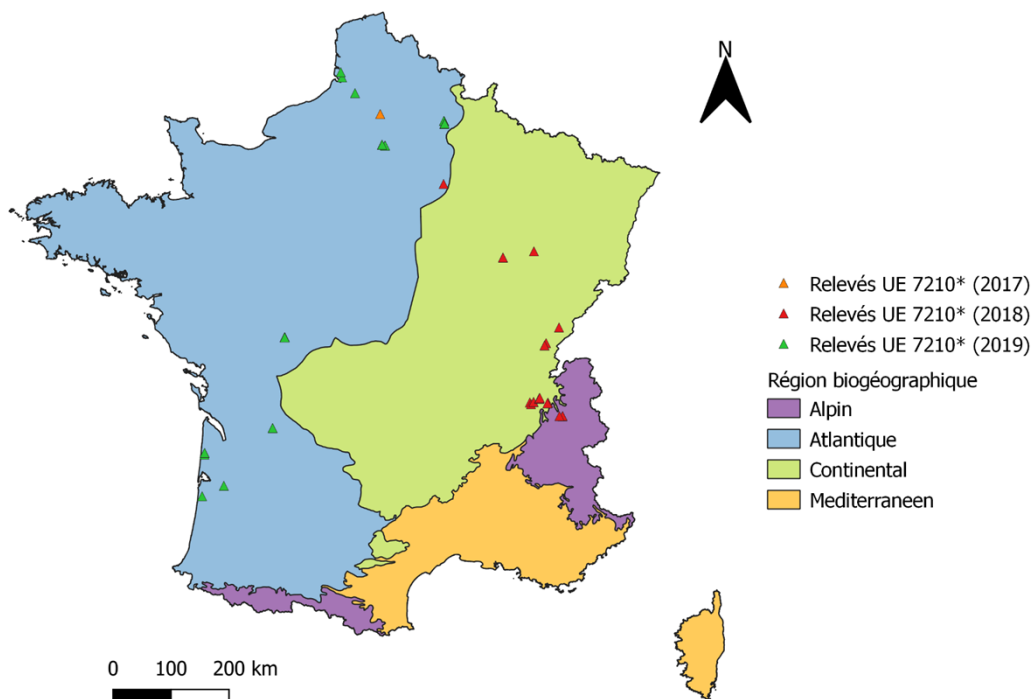 N
Relevés UE 7210* (2017)
Relevés UE 7210* (2018)
Relevés UE 7210* (2019)
Région biogéographique
Alpin
Atlantique
Continental
Mediterraneen
0 100 200 km